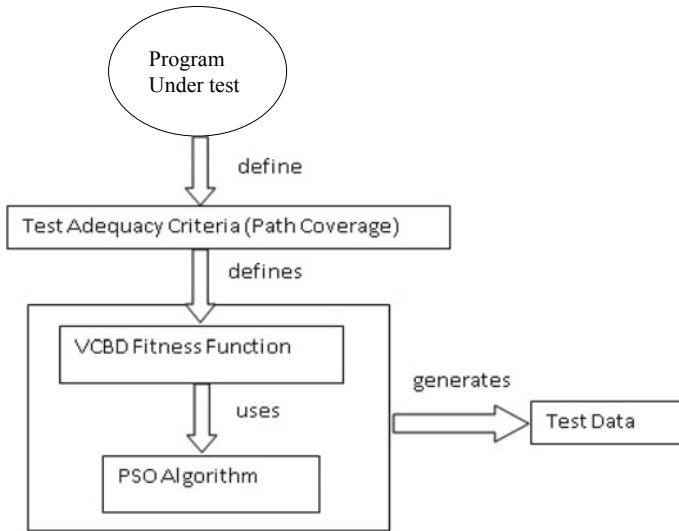 Program
Under test
define
Test Adequacy Criteria (Path Coverage)
defines
VCBD Fitness Function
uses
PSO Algorithm
generates
Test Data